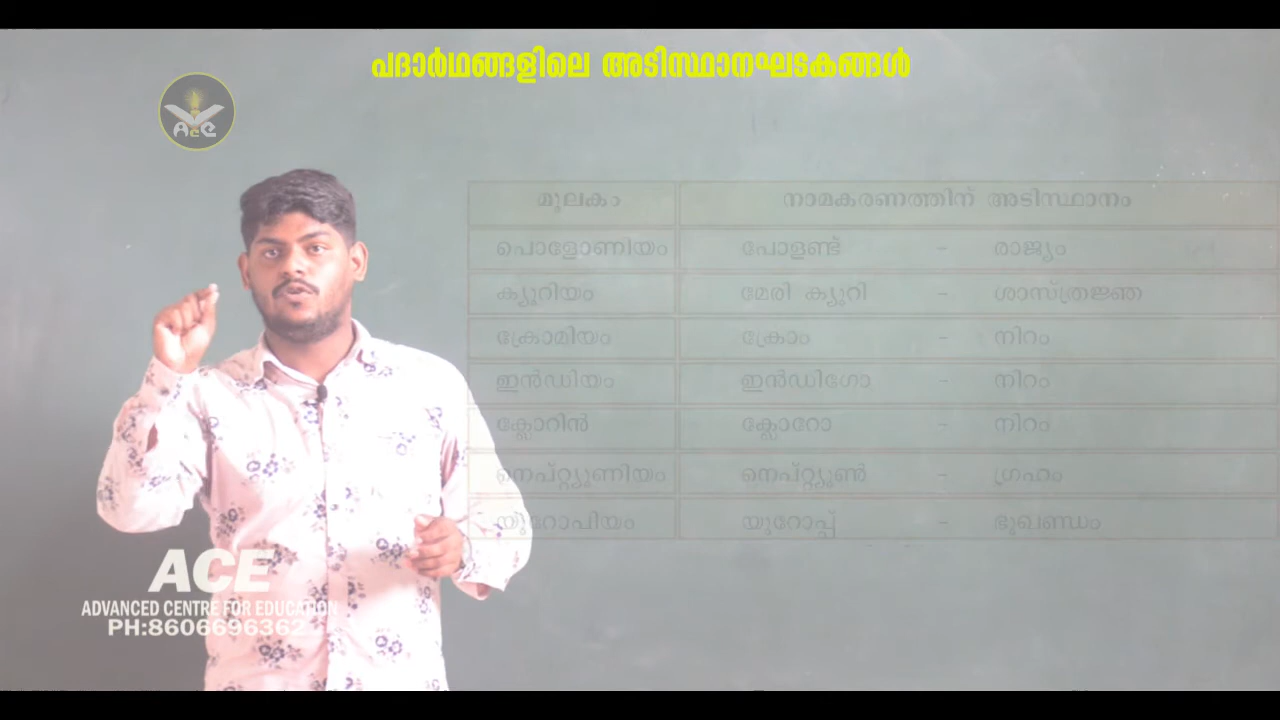 പദാർഥങ്ങളിലെ അടിസ്ഥാനഘടകങ്ങൾ
AcE
മൂലകം നാമകരണത്തിന് അടിസ്ഥാനം
പൊളോണിയം പോളണ്ട് - രാജ്യം
ക്യൂറിയം മേരി ക്യൂറി - ശാസ്ത്രജ്ഞ
ക്രോമിയം ക്രോം - നിറം
ഇൻഡിയം ഇൻഡിഗോ - നിറം
ക്ലോറിൻ ക്ലോറോ - നിറം
നെപ്റ്റ്യൂണിയം നെപ്റ്റ്യൂൺ - ഗ്രഹം
യൂറോപിയം യൂറോപ്പ് - ഭൂഖണ്ഡം
ACE
ADVANCED CENTRE FOR EDUCATION
PH:8606696362